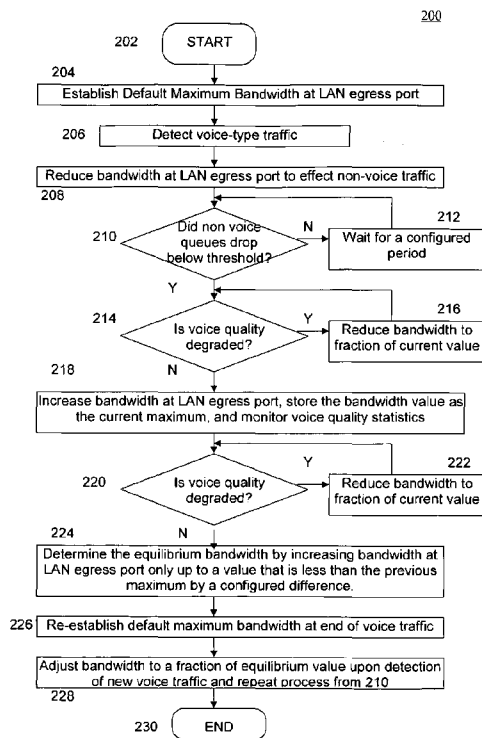 200
202
START
204
Establish Default Maximum Bandwidth at LAN egress port
206
Detect voice-type traffic
Reduce bandwidth at LAN egress port to effect non-voice traffic
208
210
Did non voice
queues drop
below threshold?
N
212
Wait for a configured
period
Y
214
Is voice quality
degraded?
Y
216
Reduce bandwidth to
fraction of current value
N
218
Increase bandwidth at LAN egress port, store the bandwidth value as
the current maximum, and monitor voice quality statistics
220
Is voice quality
degraded?
Y
222
Reduce bandwidth to
fraction of current value
N
224
Determine the equilibrium bandwidth by increasing bandwidth at
LAN egress port only up to a value that is less than the previous
maximum by a configured difference.
226
Re-establish default maximum bandwidth at end of voice traffic
Adjust bandwidth to a fraction of equilibrium value upon detection
of new voice traffic and repeat process from 210
228
230
END